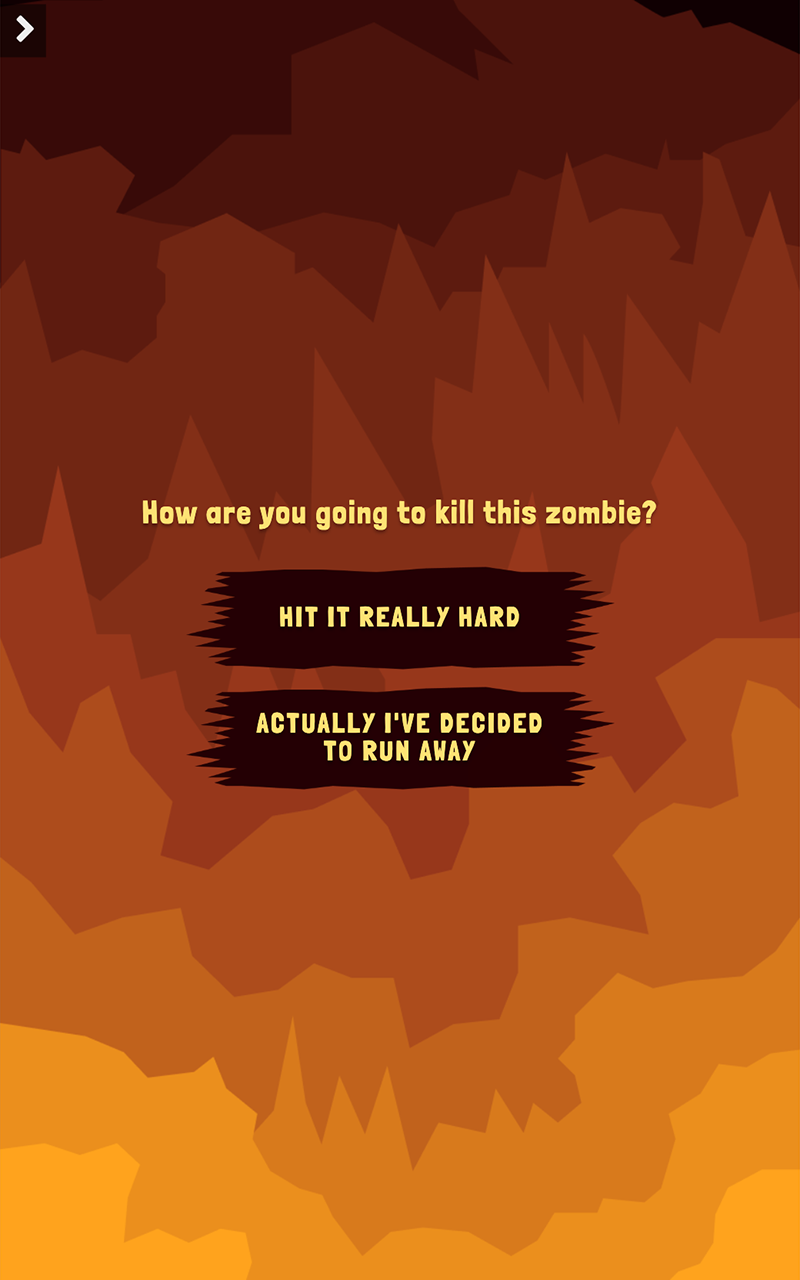 How are you going to kill this zombie?
HIT IT REALLY HARD
ACTUALLY I'VE DECIDED
TO RUN AWAY